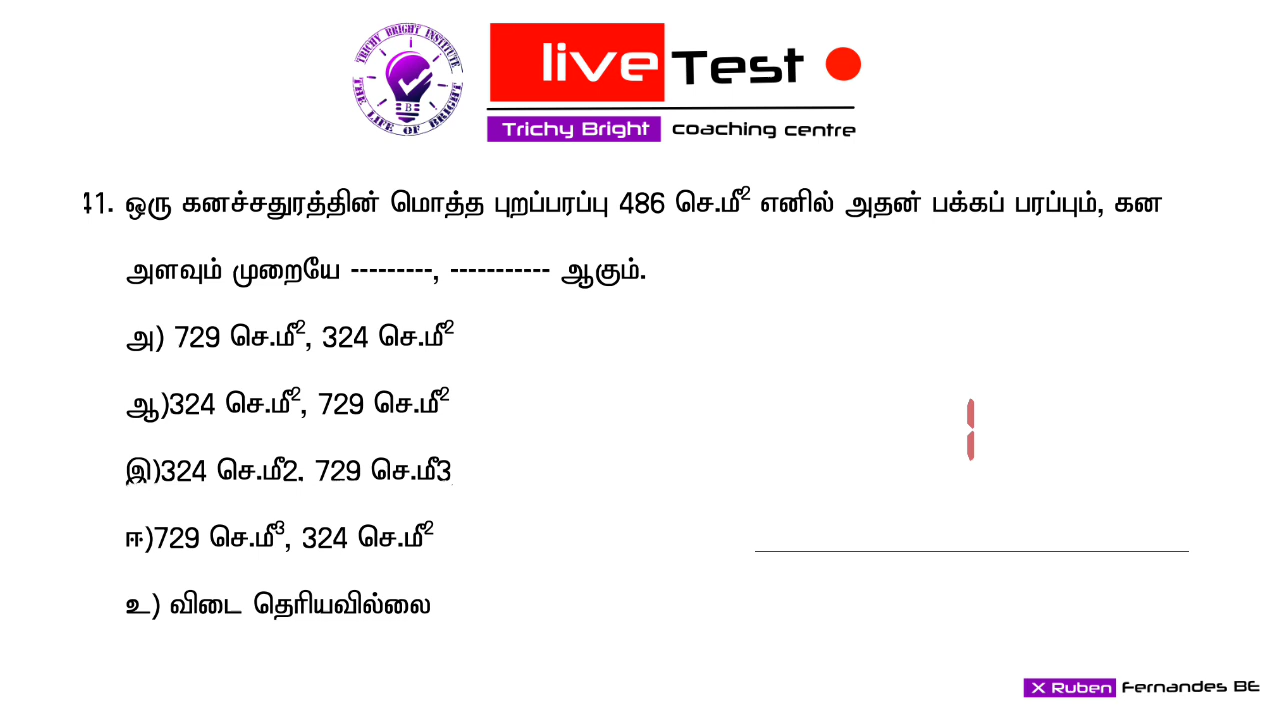 TRICHY BRIGHT INSTITUTE
THE LIFE OF BRIGHT
B
live Test
Trichy Bright coaching centre
41. ஒரு கனச்சதுரத்தின் மொத்த புறப்பரப்பு 486 செ.மீ² எனில் அதன் பக்கப் பரப்பும், கன
அளவும் முறையே ---------, ----------- ஆகும்.
அ) 729 செ.மீ², 324 செ.மீ²
ஆ)324 செ.மீ², 729 செ.மீ²
இ)324 செ.மீ2. 729 செ.மீ3
ஈ)729 செ.மீ³, 324 செ.மீ²
உ) விடை தெரியவில்லை
1
X Ruben Fernandes BE